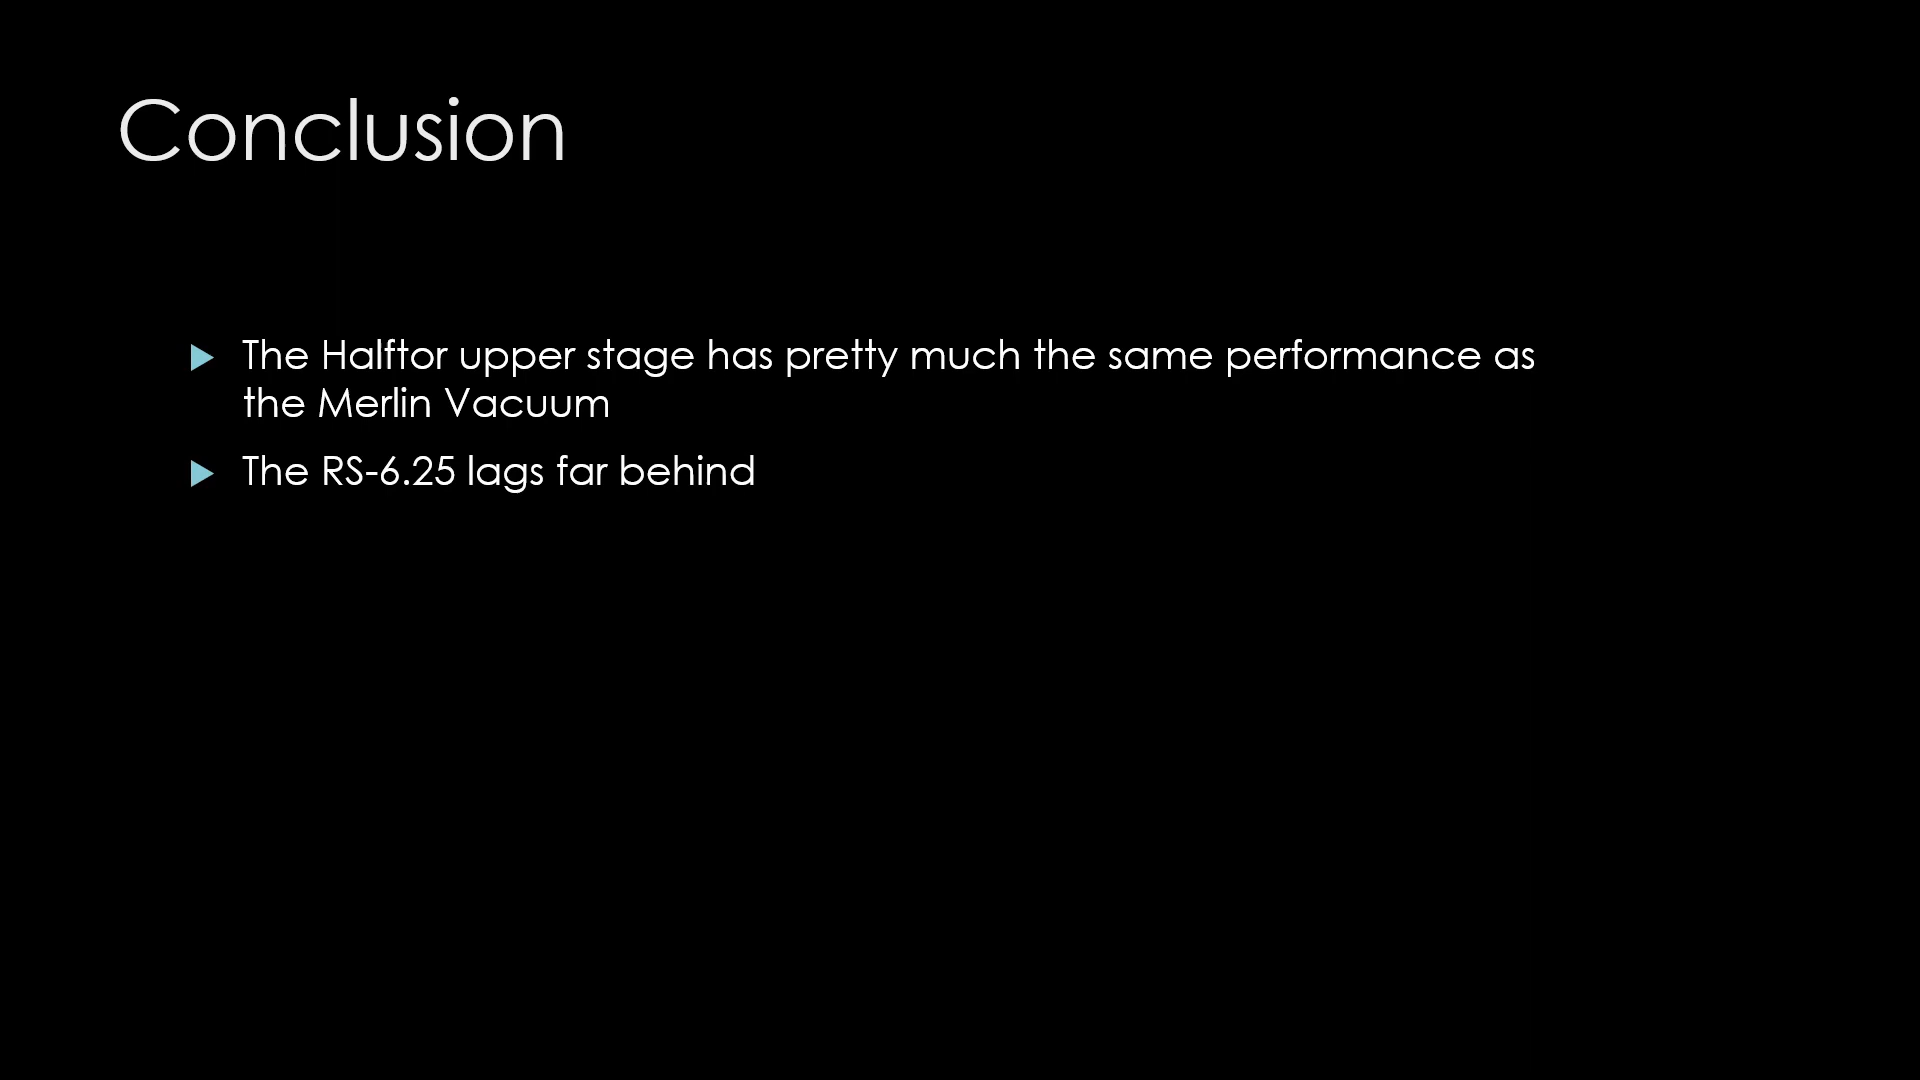 Conclusion
The Halftor upper stage has pretty much the same performance as
the Merlin Vacuum
The RS-6.25 lags far behind